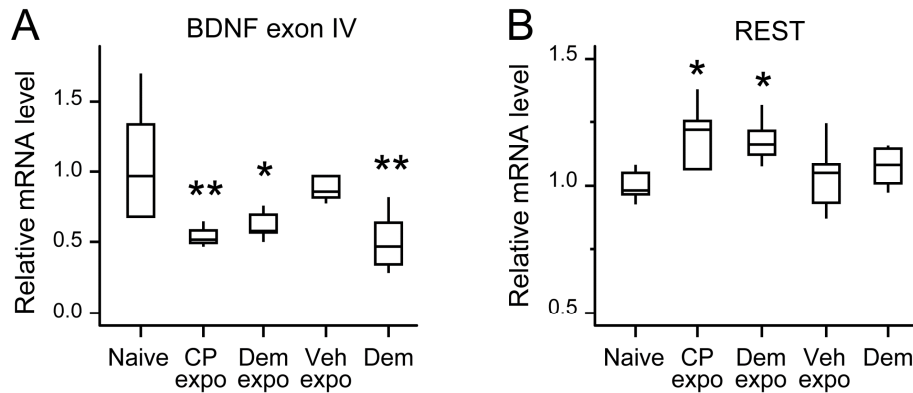 A
BDNF exon IV
Relative mRNA level
1.5
1.0
0.5
0.0
**
*
**
Naive
CP
expo
Dem
expo
Veh
expo
Dem
B
REST
Relative mRNA level
1.5
1.0
0.5
*
*
Naive
CP
expo
Dem
expo
Veh
expo
Dem